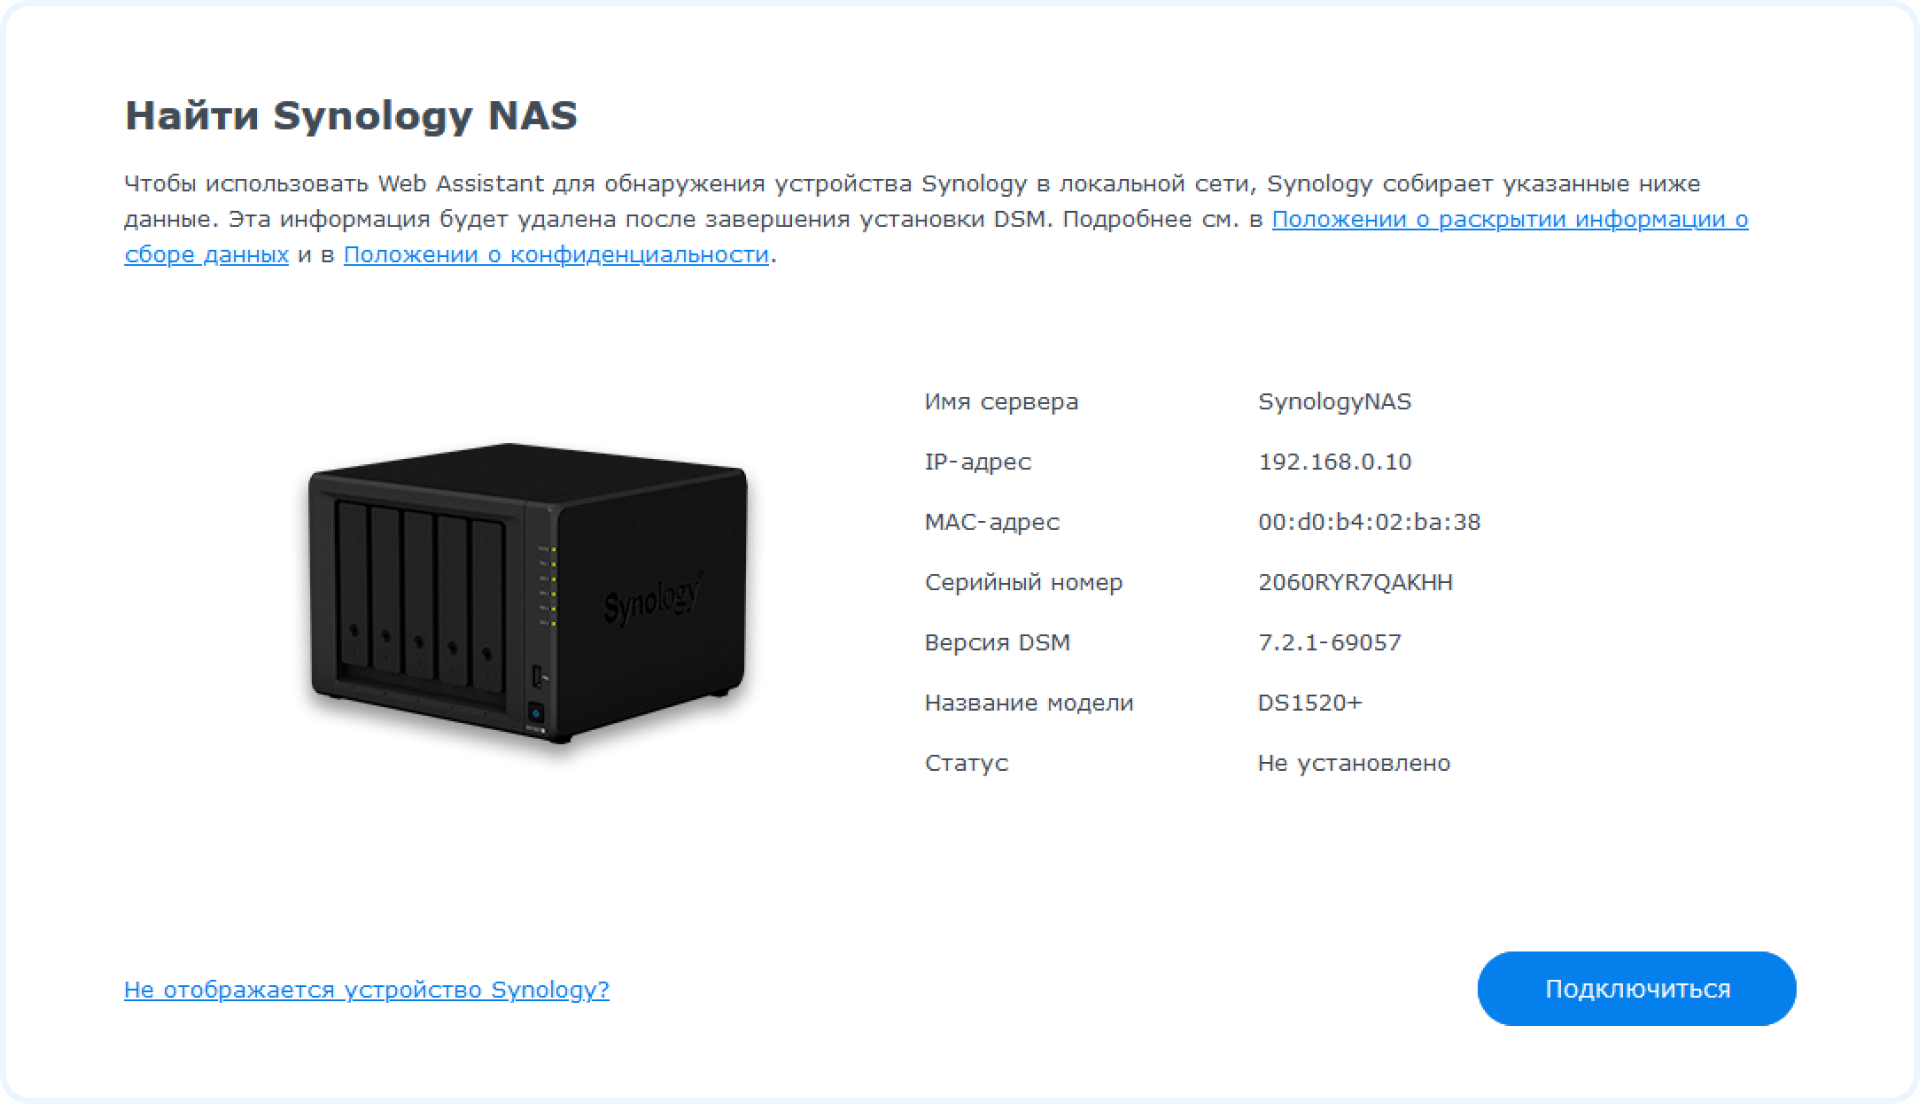 Найти Synology NAS
Чтобы использовать Web Assistant для обнаружения устройства Synology в локальной сети, Synology собирает указанные ниже
данные. Эта информация будет удалена после завершения установки DSM. Подробнее см. в Положении о раскрытии информации о
сборе данных и в Положении о конфиденциальности.
Имя сервера SynologyNAS
IP-адрес 192.168.0.10
MAC-адрес 00:d0:b4:02:ba:38
Серийный номер 2060RYR7QAKHH
Версия DSM 7.2.1-69057
Название модели DS1520+
Статус Не установлено
Synology
Не отображается устройство Synology?
Подключиться